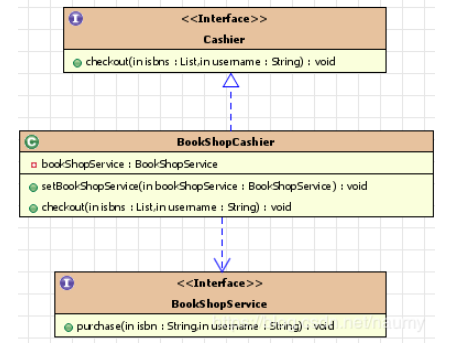 I
<<Interface>>
Cashier
checkout(in isbns : List,in username : String) : void
C
BookShopCashier
bookShopService : BookShopService
setBookShopService(in bookShopService : BookShopService) : void
checkout(in isbns : List,in username : String) : void
I
<<Interface>>
BookShopService
purchase(in isbn : String,in username : String) : void